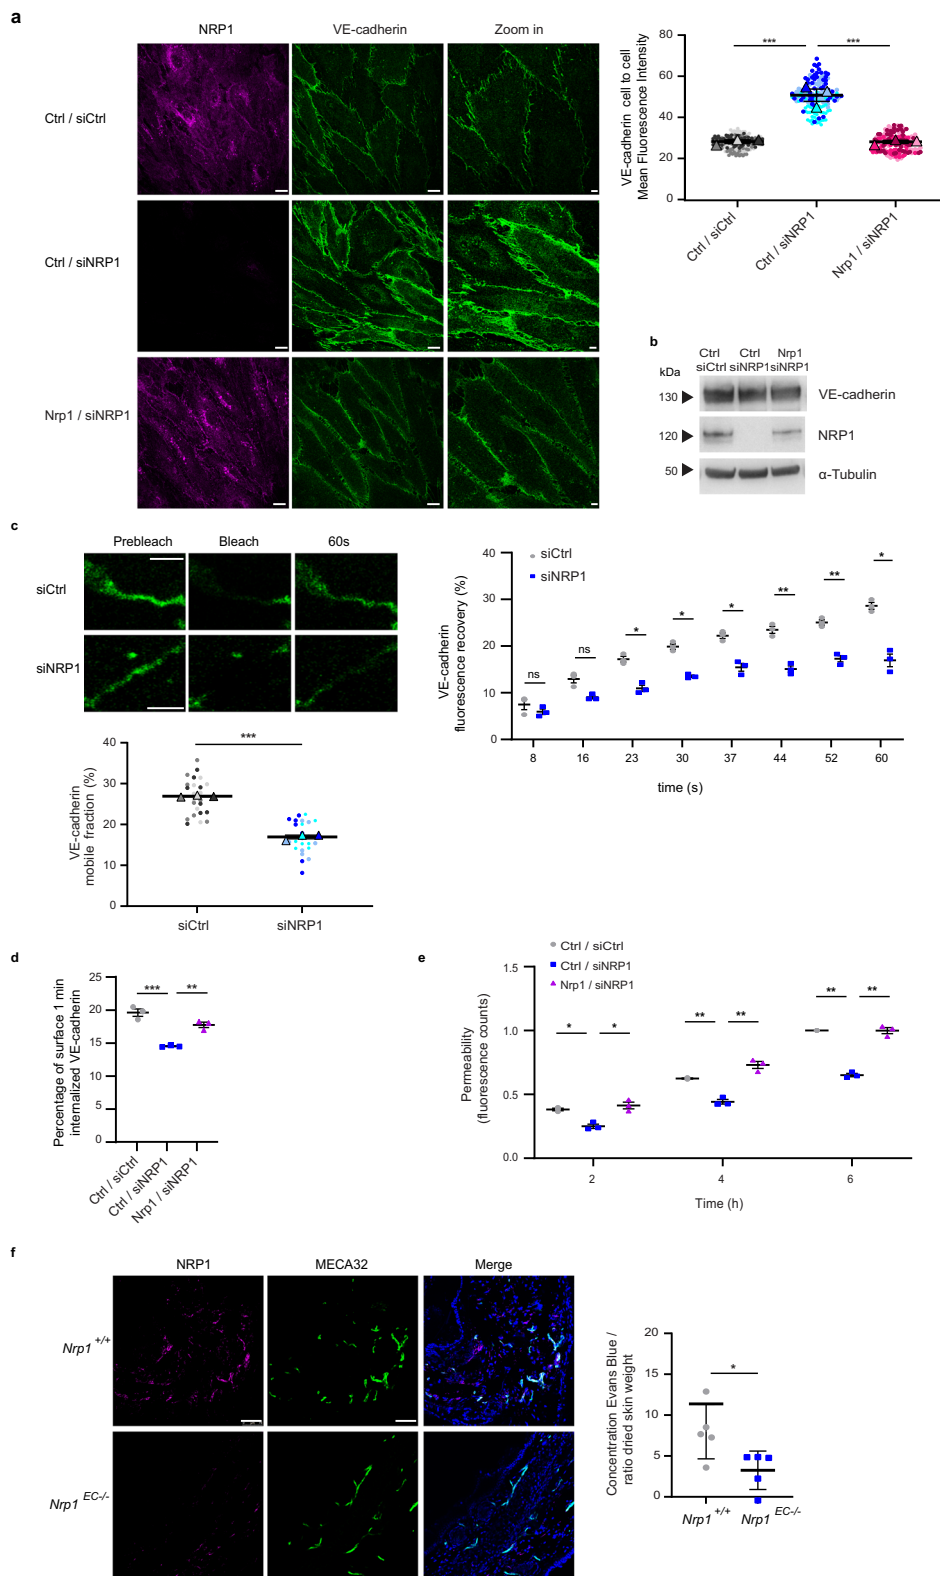 a
NRP1 VE-cadherin Zoom in
Ctrl / siCtrl
Ctrl / siNRP1
Nrp1 / siNRP1
VE-cadherin cell to cell
Mean Fluorescence Intensity
80
60
40
20
0
*** ***
Ctrl / siCtrl
Ctrl / siNRP1
Nrp1 / siNRP1
b
Ctrl Ctrl Nrp1
siCtrl siNRP1 siNRP1
kDa
130 VE-cadherin
120 NRP1
50 α-Tubulin
c
Prebleach Bleach 60s
siCtrl
siNRP1
VE-cadherin
fluorescence recovery (%)
40
30
20
10
0
siCtrl
siNRP1
ns ns * * * ** ** *
8 16 23 30 37 44 52 60
time (s)
VE-cadherin
mobile fraction (%)
40
30
20
10
0
***
siCtrl siNRP1
d
Percentage of surface 1 min
internalized VE-cadherin
25
20
15
10
5
0
*** **
Ctrl / siCtrl
Ctrl / siNRP1
Nrp1 / siNRP1
e
Ctrl / siCtrl
Ctrl / siNRP1
Nrp1 / siNRP1
Permeability
(fluorescence counts)
1.5
1.0
0.5
0.0
* * ** ** ** **
2 4 6
Time (h)
f
NRP1 MECA32 Merge
Nrp1 +/+
Nrp1 EC-/-
Concentration Evans Blue /
ratio dried skin weight
20
15
10
5
0
*
Nrp1 +/+ Nrp1 EC-/-